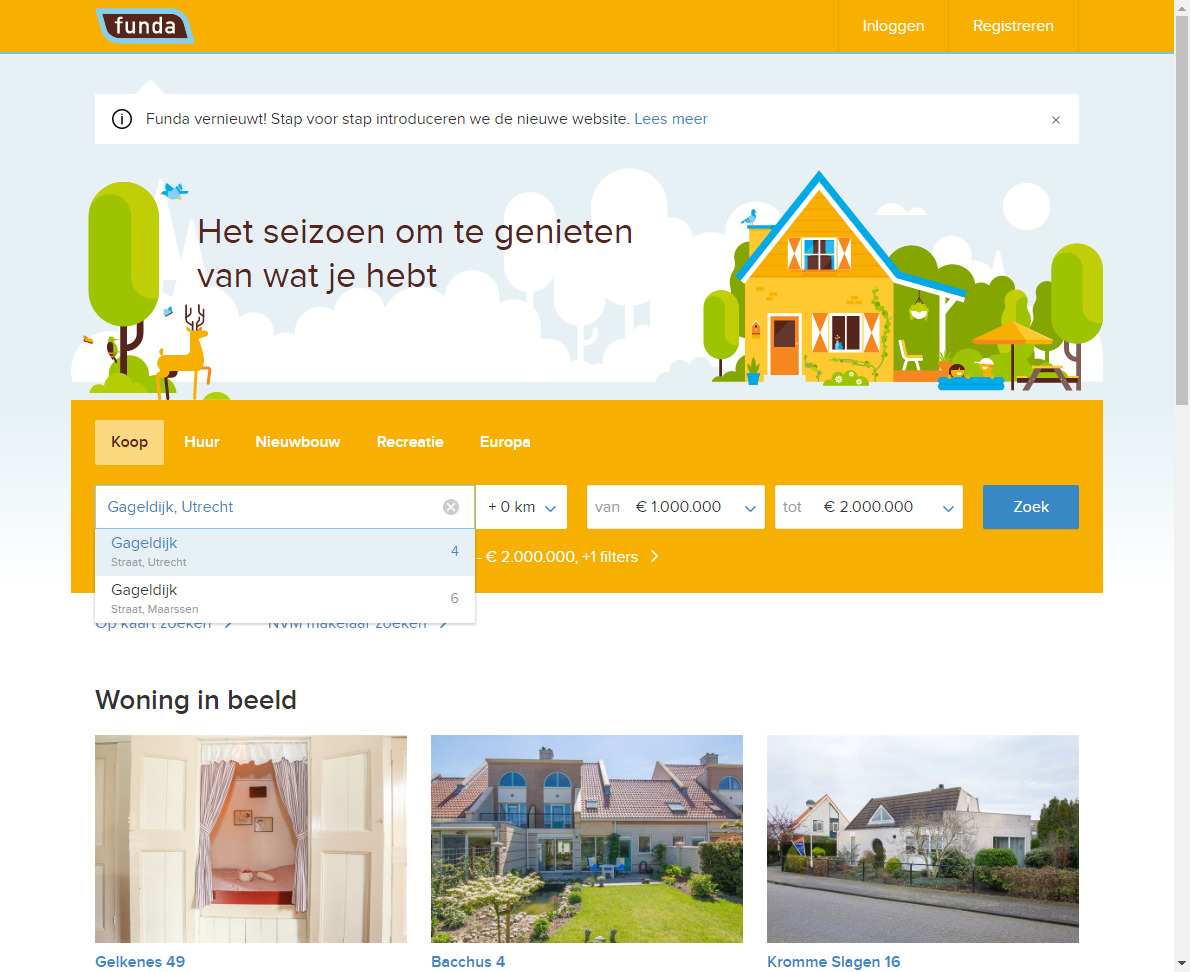 funda
Inloggen
Registreren
Funda vernieuwt! Stap voor stap introduceren we de nieuwe website. Lees meer
Het seizoen om te genieten
van wat je hebt
Koop
Huur
Nieuwbouw
Recreatie
Europa
Gageldijk, Utrecht
+ 0 km
van € 1.000.000
tot € 2.000.000
Zoek
Gageldijk 4
Straat, Utrecht
- € 2.000.000, +1 filters
Gageldijk 6
Straat, Maarssen
Op kaart zoeken
NVM makelaar zoeken
Woning in beeld
Gelkenes 49
Bacchus 4
Kromme Slagen 16